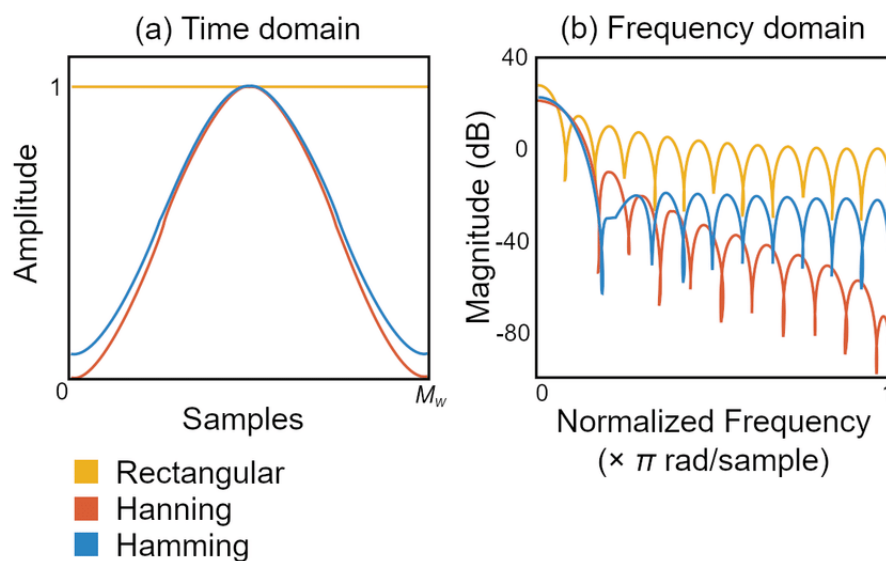 (a) Time domain
1
Amplitude
0
M_W
Samples
Rectangular
Hanning
Hamming
(b) Frequency domain
40
0
-40
-80
Magnitude (dB)
0
1
Normalized Frequency
(× π rad/sample)